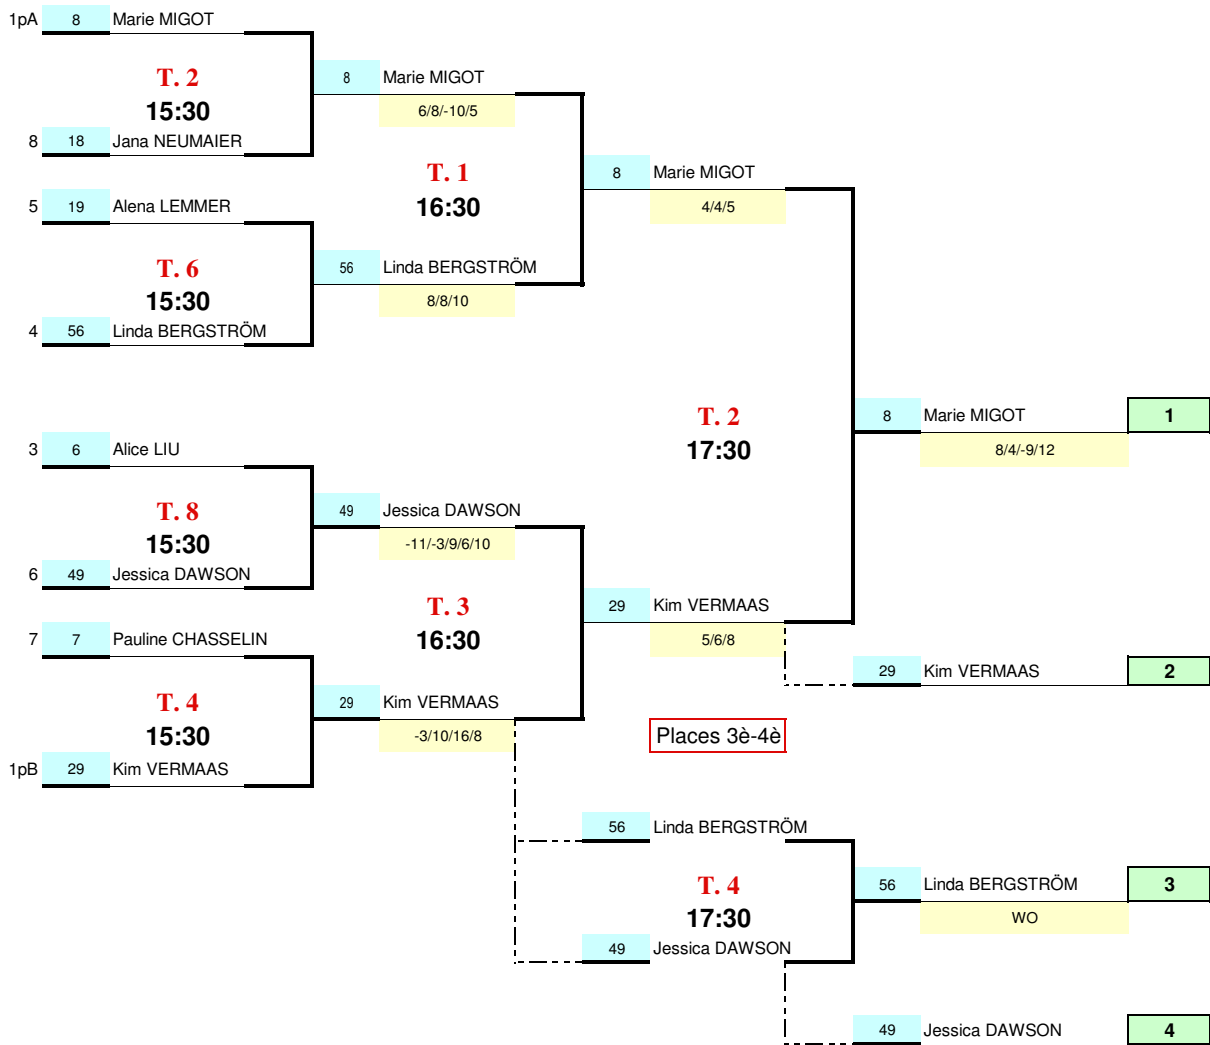 1pA 8 Marie MIGOT
T. 2
15:30
8 18 Jana NEUMAIER
8 Marie MIGOT
6/8/-10/5
5 19 Alena LEMMER
T. 6
15:30
4 56 Linda BERGSTRÖM
56 Linda BERGSTRÖM
8/8/10
T. 1
16:30
8 Marie MIGOT
4/4/5
3 6 Alice LIU
T. 8
15:30
6 49 Jessica DAWSON
49 Jessica DAWSON
-11/-3/9/6/10
7 7 Pauline CHASSELIN
T. 4
15:30
1pB 29 Kim VERMAAS
29 Kim VERMAAS
-3/10/16/8
T. 3
16:30
29 Kim VERMAAS
5/6/8
T. 2
17:30
8 Marie MIGOT 1
8/4/-9/12
29 Kim VERMAAS 2
Places 3è-4è
56 Linda BERGSTRÖM
T. 4
17:30
49 Jessica DAWSON
56 Linda BERGSTRÖM 3
WO
49 Jessica DAWSON 4